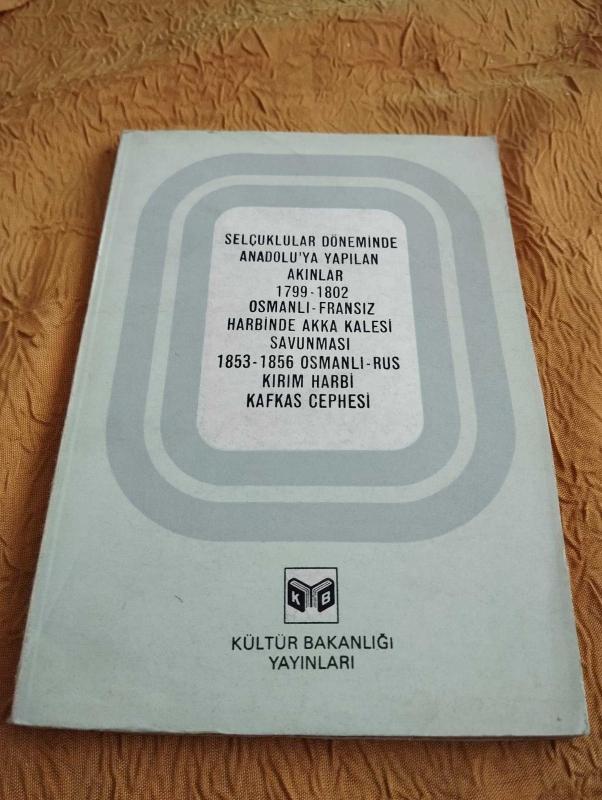 SELÇUKLULAR DÖNEMİNDE
ANADOLU'YA YAPILAN
AKINLAR
1799-1802
OSMANLI-FRANSIZ
HARBİNDE AKKA KALESİ
SAVUNMASI
1853-1856 OSMANLI-RUS
KIRIM HARBİ
KAFKAS CEPHESİ
K B
KÜLTÜR BAKANLIĞI
YAYINLARI